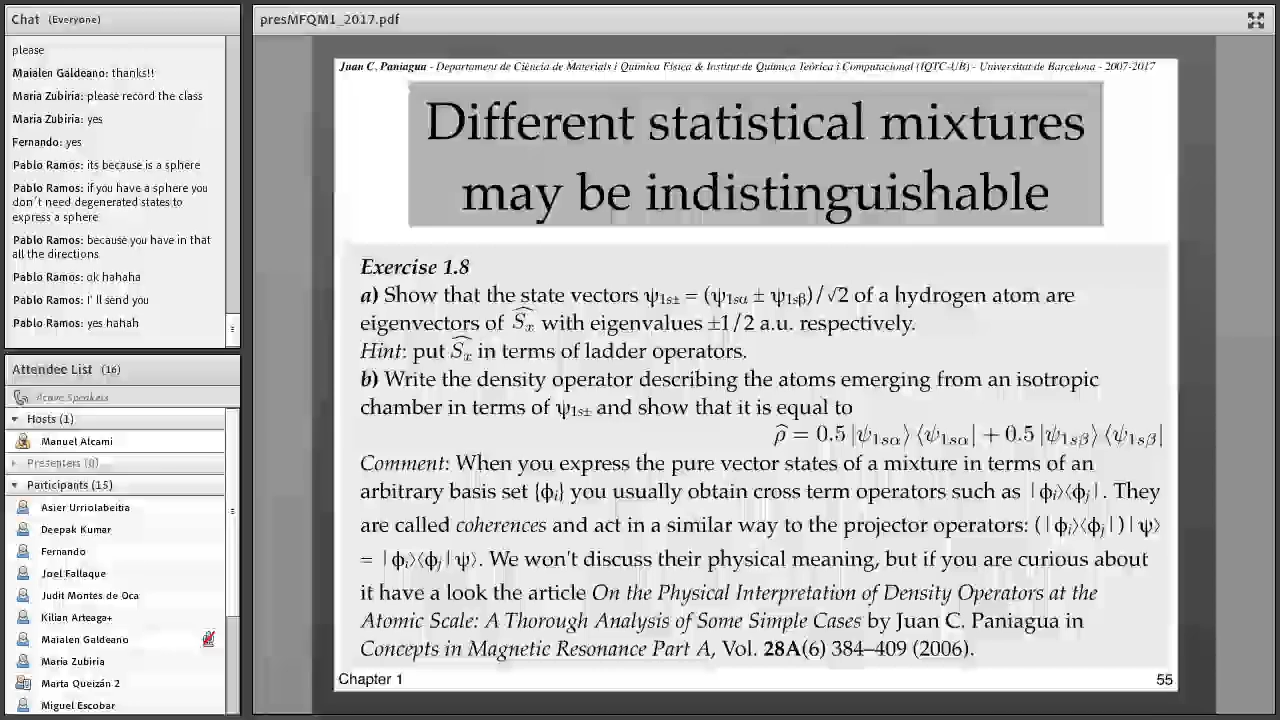 Chat (Everyone)
please
Maialen Galdeano: thanks!!
Maria Zubiria: please record the class
Maria Zubiria: yes
Fernando: yes
Pablo Ramos: its because is a sphere
Pablo Ramos: if you have a sphere you
don´t need degenerated states to
express a sphere
Pablo Ramos: because you have in that
all the directions
Pablo Ramos: ok hahaha
Pablo Ramos: I' ll send you
Pablo Ramos: yes hahah
Attendee List (16)
Active Speakers
Hosts (1)
Manuel Alcami
Presenters (0)
Participants (15)
Asier Urriolabeitia
Deepak Kumar
Fernando
Joel Fallaque
Judit Montes de Oca
Kilian Arteaga+
Maialen Galdeano
Maria Zubiria
Marta Queizán 2
Miguel Escobar
presMFQM1_2017.pdf
Juan C. Paniagua - Departament de Ciència de Materials i Química Física & Institut de Química Teòrica i Computacional (IQTC-UB) - Universitat de Barcelona - 2007-2017
Different statistical mixtures
may be indistinguishable
Exercise 1.8
a) Show that the state vectors ψ1s± = (ψ1sα ± ψ1sβ)/√2 of a hydrogen atom are
eigenvectors of Ŝx with eigenvalues ±1/2 a.u. respectively.
Hint: put Ŝx in terms of ladder operators.
b) Write the density operator describing the atoms emerging from an isotropic
chamber in terms of ψ1s± and show that it is equal to
ρ̂ = 0.5 |ψ1sα⟩ ⟨ψ1sα| + 0.5 |ψ1sβ⟩ ⟨ψ1sβ|
Comment: When you express the pure vector states of a mixture in terms of an
arbitrary basis set {ϕi} you usually obtain cross term operators such as |ϕi⟩⟨ϕj|. They
are called coherences and act in a similar way to the projector operators: (|ϕi⟩⟨ϕj|)|ψ⟩
= |ϕi⟩⟨ϕj|ψ⟩. We won't discuss their physical meaning, but if you are curious about
it have a look the article On the Physical Interpretation of Density Operators at the
Atomic Scale: A Thorough Analysis of Some Simple Cases by Juan C. Paniagua in
Concepts in Magnetic Resonance Part A, Vol. 28A(6) 384–409 (2006).
Chapter 1
55